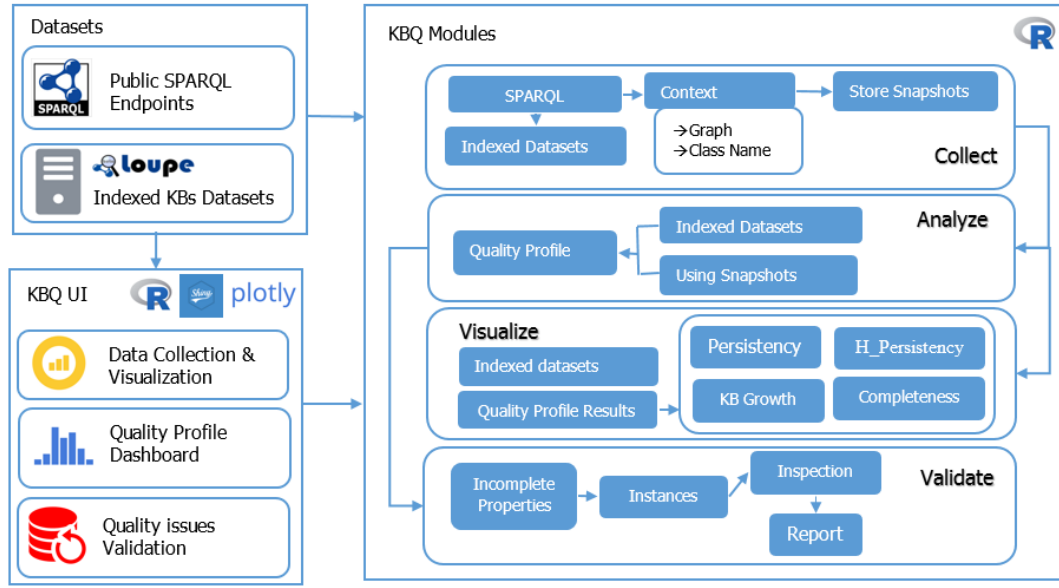 Datasets
Public SPARQL
Endpoints
SPARQL
Loupe
Indexed KBs Datasets
KBQ UI
R
Shiny
plotly
Data Collection &
Visualization
Quality Profile
Dashboard
Quality issues
Validation
KBQ Modules
R
SPARQL
Context
Store Snapshots
Indexed Datasets
→Graph
→Class Name
Collect
Indexed Datasets
Analyze
Quality Profile
Using Snapshots
Visualize
Indexed datasets
Quality Profile Results
Persistency
H_Persistency
KB Growth
Completeness
Incomplete
Properties
Instances
Inspection
Validate
Report